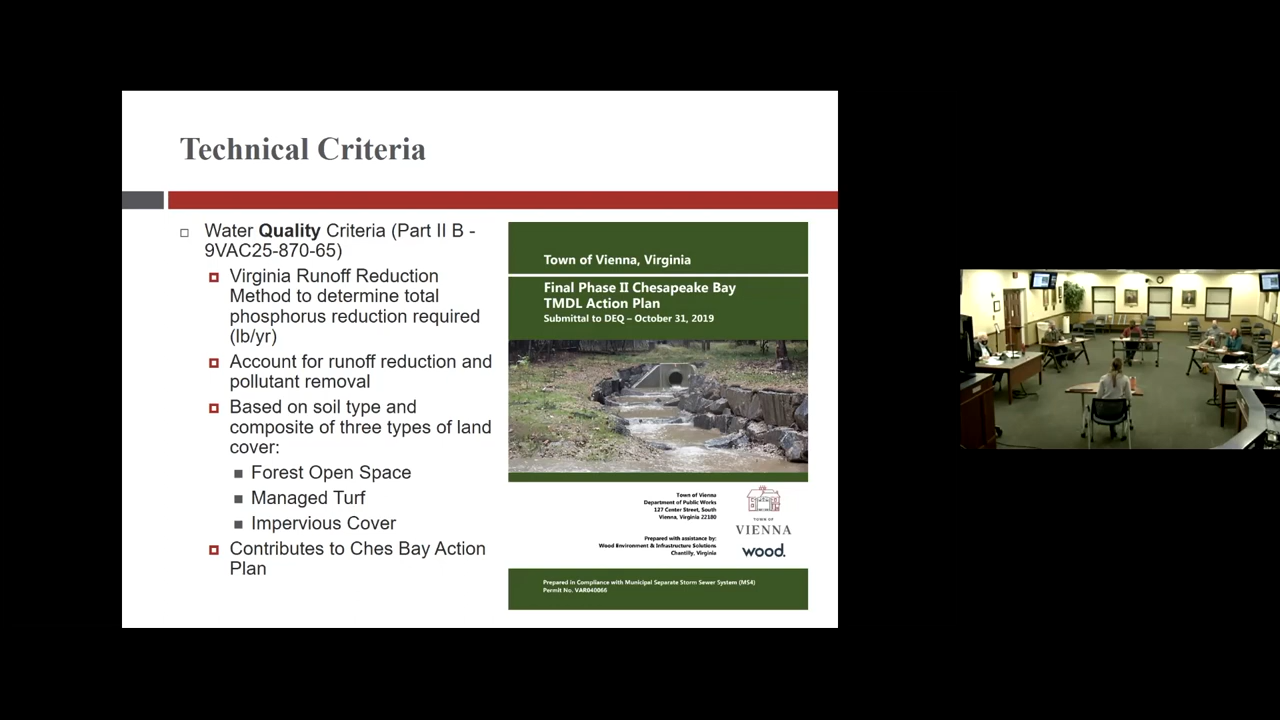 Technical Criteria
Water Quality Criteria (Part II B -
9VAC25-870-65)
Virginia Runoff Reduction
Method to determine total
phosphorus reduction required
(lb/yr)
Account for runoff reduction and
pollutant removal
Based on soil type and
composite of three types of land
cover:
Forest Open Space
Managed Turf
Impervious Cover
Contributes to Ches Bay Action
Plan
Town of Vienna, Virginia
Final Phase II Chesapeake Bay
TMDL Action Plan
Submittal to DEQ – October 31, 2019
Town of Vienna
Department of Public Works
127 Center Street, South
Vienna, Virginia 22180
Prepared with assistance by:
Wood Environment & Infrastructure Solutions
Chantilly, Virginia
TOWN OF
VIENNA
wood.
Prepared in Compliance with Municipal Separate Storm Sewer System (MS4)
Permit No. VAR040066